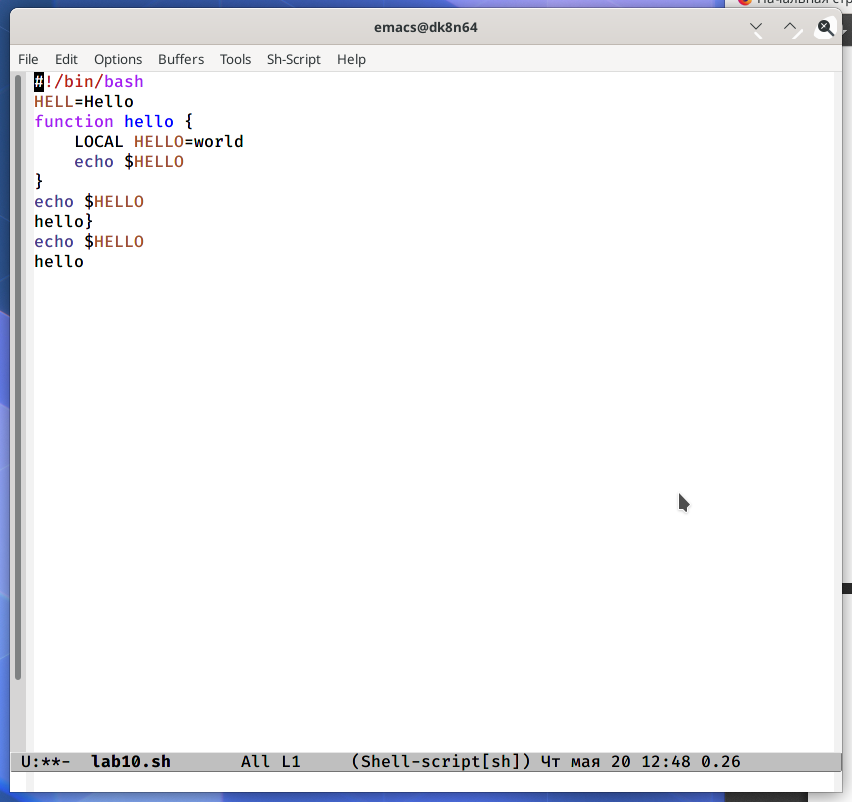 Начальная стр
emacs@dk8n64
File Edit Options Buffers Tools Sh-Script Help
#!/bin/bash
HELL=Hello
function hello {
    LOCAL HELLO=world
    echo $HELLO
}
echo $HELLO
hello}
echo $HELLO
hello
U:**-  lab10.sh       All L1     (Shell-script[sh]) Чт мая 20 12:48 0.26